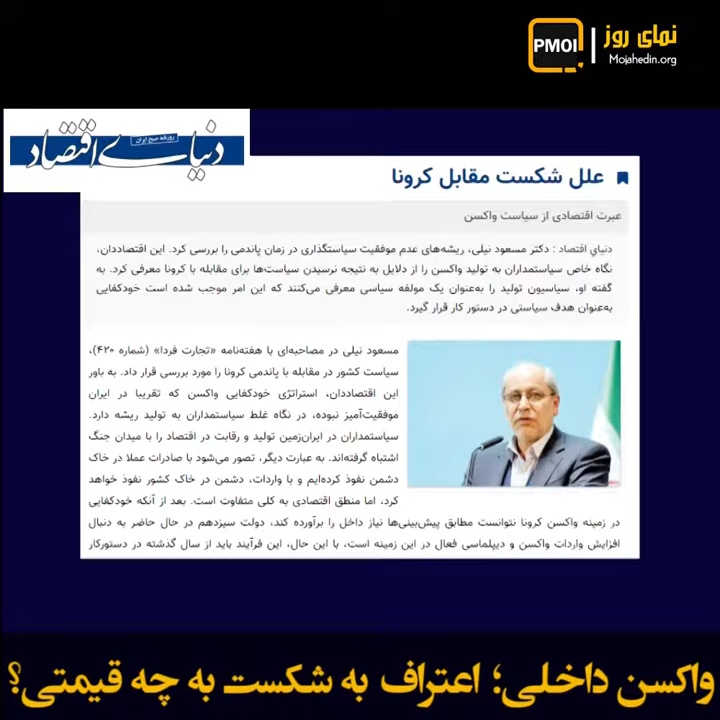 PMOI
نمای روز
Mojahedin.org
روزنامه صبح ایران
دنیای اقتصاد
علل شکست مقابل کرونا
عبرت اقتصادی از سیاست واکسن
دنیای اقتصاد : دکتر مسعود نیلی، ریشه‌های عدم موفقیت سیاستگذاری در زمان پاندمی را بررسی کرد. این اقتصاددان،
نگاه خاص سیاستمداران به تولید واکسن را از دلایل به نتیجه نرسیدن سیاست‌ها برای مقابله با کرونا معرفی کرد. به
گفته او، سیاسیون تولید را به‌عنوان یک مولفه سیاسی معرفی می‌کنند که این امر موجب شده است خودکفایی
به‌عنوان هدف سیاستی در دستور کار قرار گیرد.
مسعود نیلی در مصاحبه‌ای با هفته‌نامه «تجارت فردا» (شماره ۴۲۰)،
سیاست کشور در مقابله با پاندمی کرونا را مورد بررسی قرار داد. به باور
این اقتصاددان، استراتژی خودکفایی واکسن که تقریبا در ایران
موفقیت‌آمیز نبوده، در نگاه غلط سیاستمداران به تولید ریشه دارد.
سیاستمداران در ایران‌زمین تولید و رقابت در اقتصاد را با میدان جنگ
اشتباه گرفته‌اند. به عبارت دیگر، تصور می‌شود با صادرات عملا در خاک
دشمن نفوذ کرده‌ایم و با واردات، دشمن در خاک کشور نفوذ خواهد
کرد، اما منطق اقتصادی به کلی متفاوت است. بعد از آنکه خودکفایی
در زمینه واکسن کرونا نتوانست مطابق پیش‌بینی‌ها نیاز داخل را برآورده کند، دولت سیزدهم در حال حاضر به دنبال
افزایش واردات واکسن و دیپلماسی فعال در این زمینه است، با این حال، این فرآیند باید از سال گذشته در دستورکار
واکسن داخلی؛ اعتراف به شکست به چه قیمتی؟